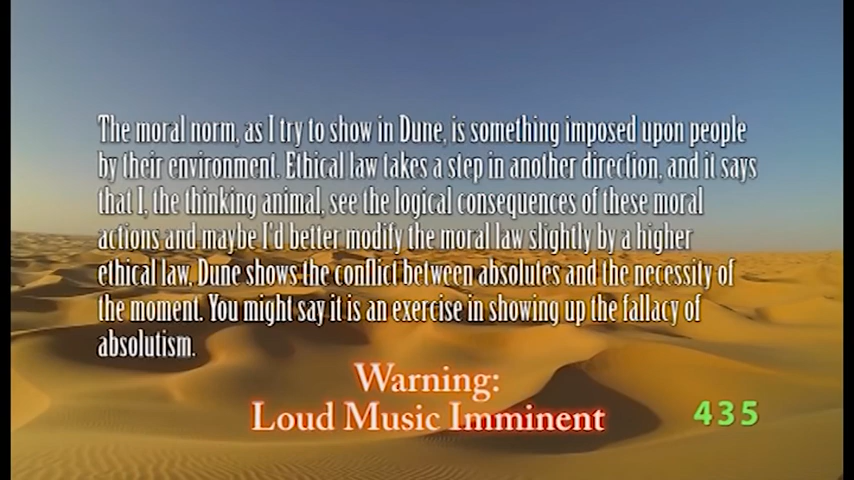 The moral norm, as I try to show in Dune, is something imposed upon people
by their environment. Ethical law takes a step in another direction, and it says
that I, the thinking animal, see the logical consequences of these moral
actions and maybe I'd better modify the moral law slightly by a higher
ethical law. Dune shows the conflict between absolutes and the necessity of
the moment. You might say it is an exercise in showing up the fallacy of
absolutism.
Warning:
Loud Music Imminent
435